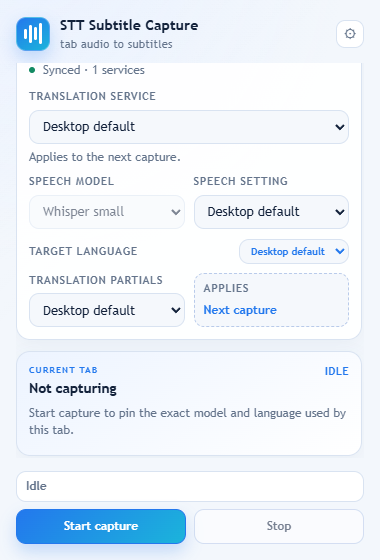 STT Subtitle Capture
tab audio to subtitles
Synced · 1 services
TRANSLATION SERVICE
Desktop default
Applies to the next capture.
SPEECH MODEL
SPEECH SETTING
Whisper small
Desktop default
TARGET LANGUAGE
Desktop default
TRANSLATION PARTIALS
APPLIES
Desktop default
Next capture
CURRENT TAB
IDLE
Not capturing
Start capture to pin the exact model and language used by
this tab.
Idle
Start capture
Stop